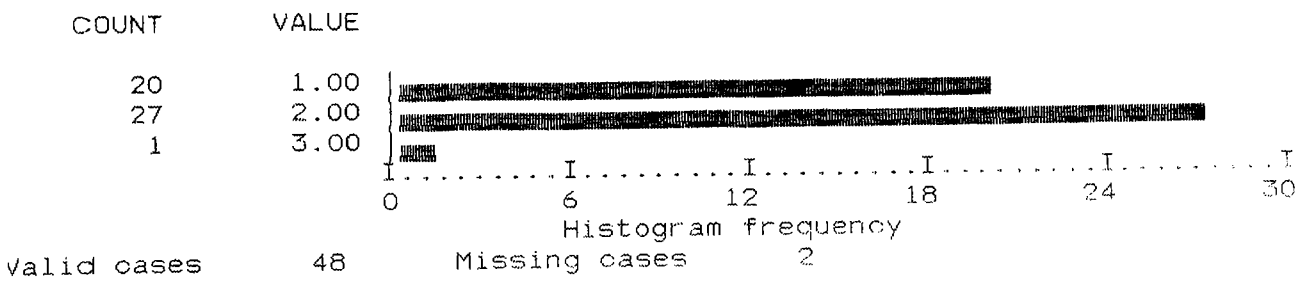 COUNT VALUE
20 1.00
27 2.00
1 3.00
I.........I.........I.........I.........I.........I
0 6 12 18 24 30
Histogram frequency
Valid cases 48 Missing cases 2